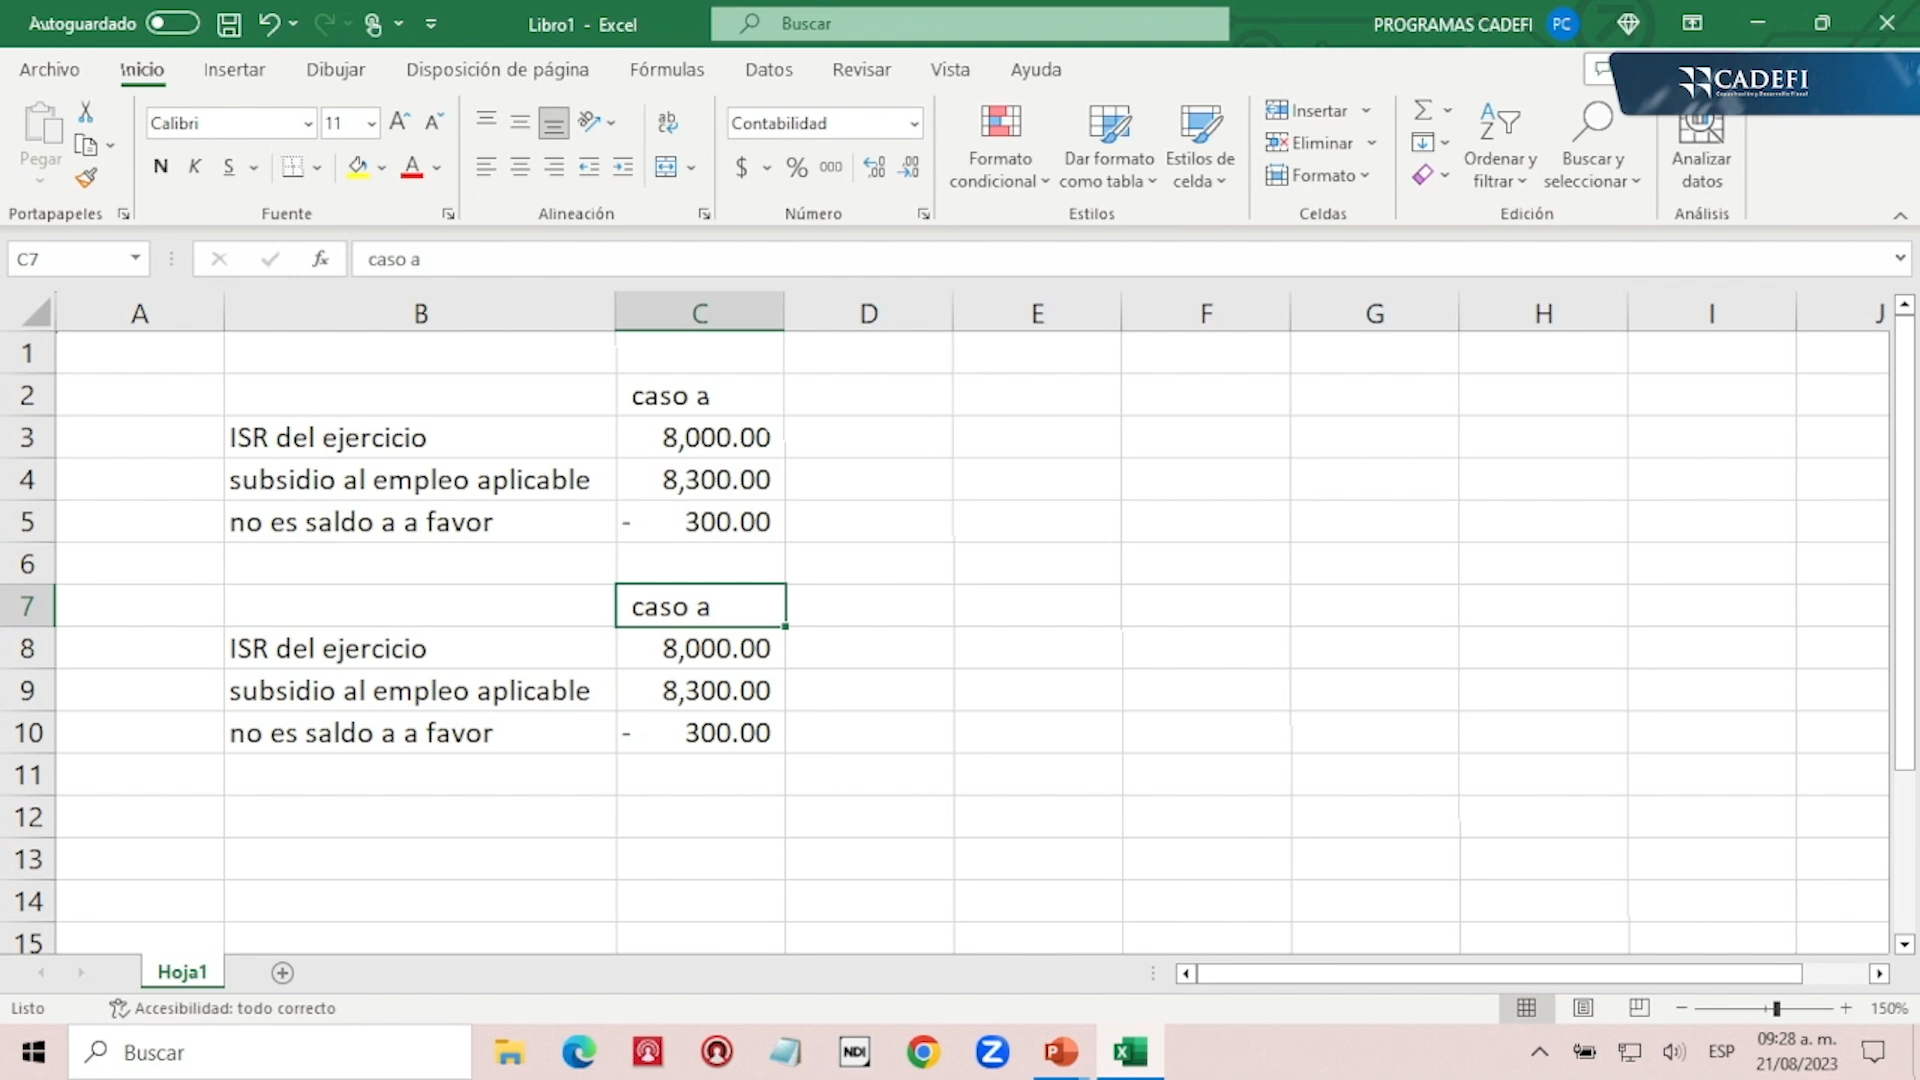 Autoguardado
Libro1 - Excel
Buscar
PROGRAMAS CADEFI
PC
Archivo Inicio Insertar Dibujar Disposición de página Fórmulas Datos Revisar Vista Ayuda
CADEFI
Pegar
Portapapeles
Calibri 11
N K S
Fuente
Alineación
Contabilidad
$ % 000
Número
Formato condicional
Dar formato como tabla
Estilos de celda
Estilos
Insertar
Eliminar
Formato
Celdas
Ordenar y filtrar
Buscar y seleccionar
Edición
Analizar datos
Análisis
C7
fx
caso a
A B C D E F G H I J
1
2 caso a
3 ISR del ejercicio 8,000.00
4 subsidio al empleo aplicable 8,300.00
5 no es saldo a a favor - 300.00
6
7 caso a
8 ISR del ejercicio 8,000.00
9 subsidio al empleo aplicable 8,300.00
10 no es saldo a a favor - 300.00
11
12
13
14
15
Hoja1
Listo
Accesibilidad: todo correcto
150%
Buscar
NDI
ESP
09:28 a. m.
21/08/2023